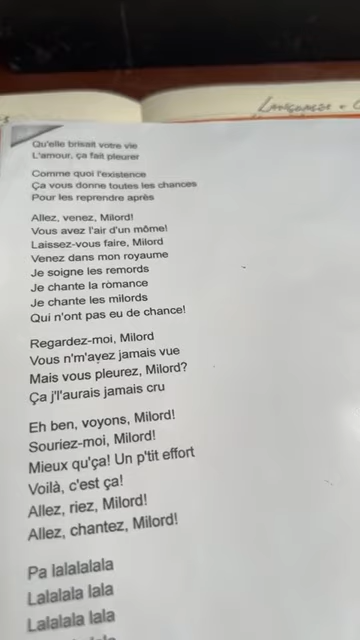 LANGUAGES
Qu'elle brisait votre vie
L'amour, ça fait pleurer
Comme quoi l'existence
Ça vous donne toutes les chances
Pour les reprendre après
Allez, venez, Milord!
Vous avez l'air d'un môme!
Laissez-vous faire, Milord
Venez dans mon royaume
Je soigne les remords
Je chante la romance
Je chante les milords
Qui n'ont pas eu de chance!
Regardez-moi, Milord
Vous n'm'avez jamais vue
Mais vous pleurez, Milord?
Ça j'l'aurais jamais cru
Eh ben, voyons, Milord!
Souriez-moi, Milord!
Mieux qu'ça! Un p'tit effort
Voilà, c'est ça!
Allez, riez, Milord!
Allez, chantez, Milord!
Pa lalalalala
Lalalala lala
Lalalala lala